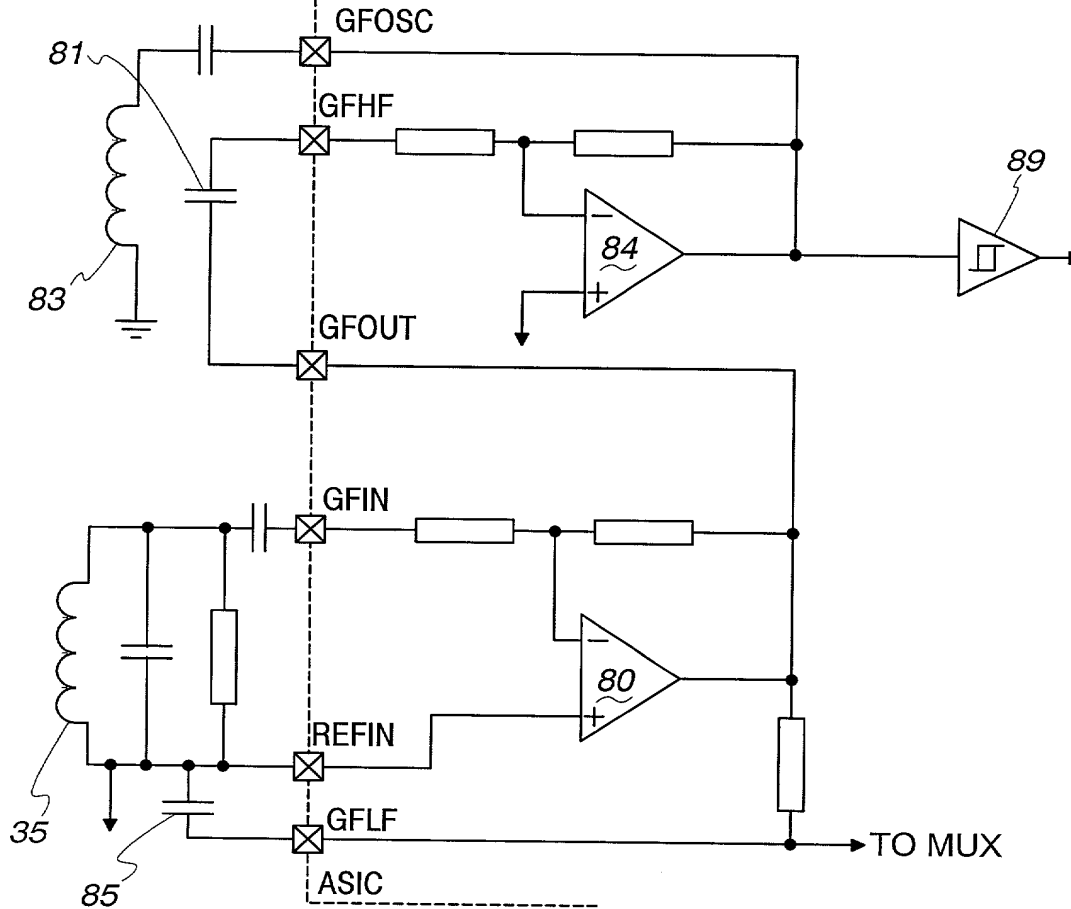 GFOSC
81
GFHF
89
84
83
GFOUT
GFIN
80
REFIN
35
GFLF
TO MUX
85
ASIC